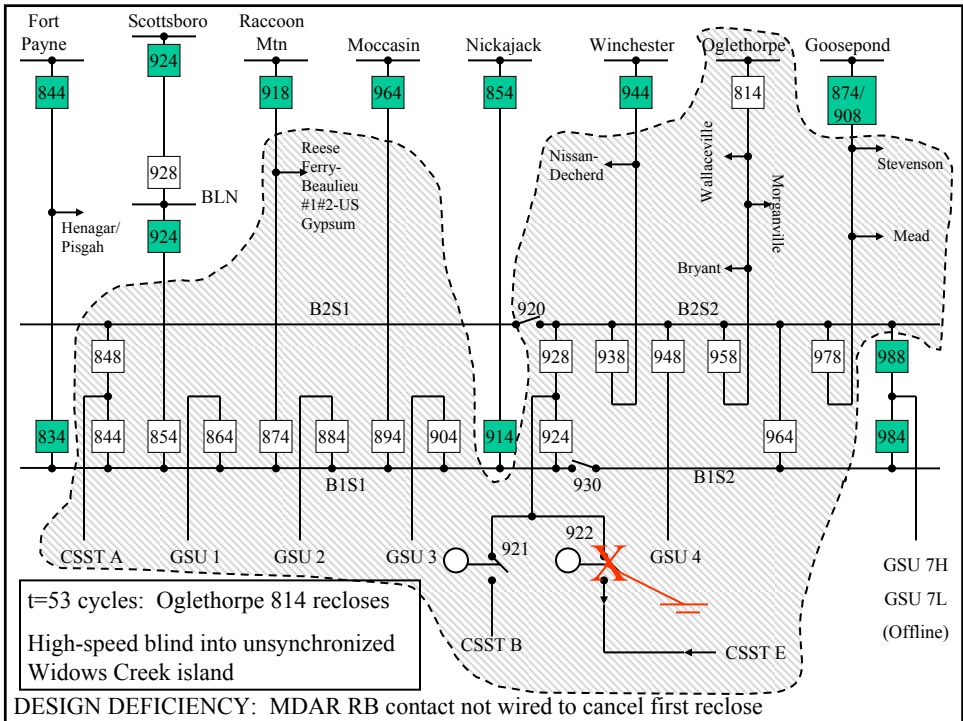 Fort Payne
Scottsboro
Raccoon Mtn
Moccasin
Nickajack
Winchester
Oglethorpe
Goosepond
844
924
918
964
854
944
814
874/
908
928
BLN
924
Henagar/
Pisgah
Reese
Ferry-
Beaulieu
#1#2-US
Gypsum
Nissan-
Decherd
Wallaceville
Morganville
Bryant
Stevenson
Mead
B2S1
920
B2S2
848
928
938
948
958
978
988
834
844
854
864
874
884
894
904
914
924
964
984
B1S1
930
B1S2
CSST A
GSU 1
GSU 2
GSU 3
921
922
GSU 4
CSST B
CSST E
GSU 7H
GSU 7L
(Offline)
X
t=53 cycles: Oglethorpe 814 recloses
High-speed blind into unsynchronized
Widows Creek island
DESIGN DEFICIENCY: MDAR RB contact not wired to cancel first reclose